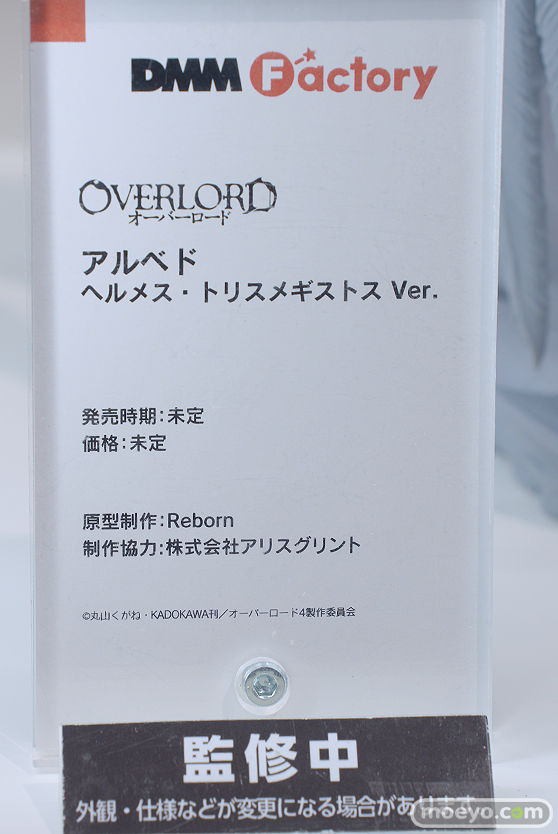 DMM Factory
OVERLORD
オーバーロード
アルベド
ヘルメス・トリスメギストス Ver.
発売時期:未定
価格:未定
原型制作:Reborn
制作協力:株式会社アリスグリント
©丸山くがね・KADOKAWA刊／オーバーロード4製作委員会
監修中
外観・仕様などが変更になる場合があります
moeyo.com